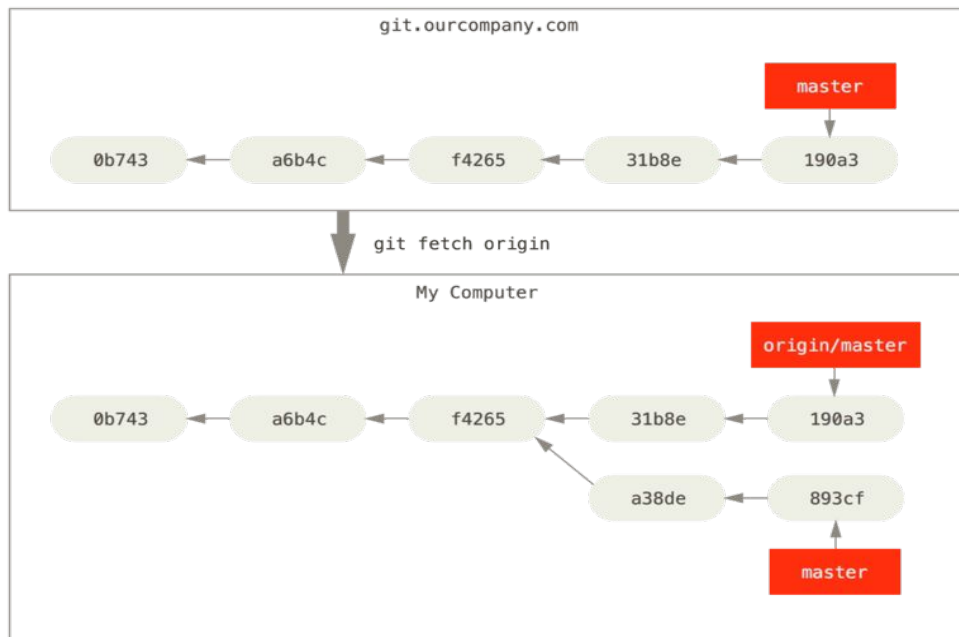 git.ourcompany.com
master
0b743 a6b4c f4265 31b8e 190a3
git fetch origin
My Computer
origin/master
0b743 a6b4c f4265 31b8e 190a3
a38de 893cf
master